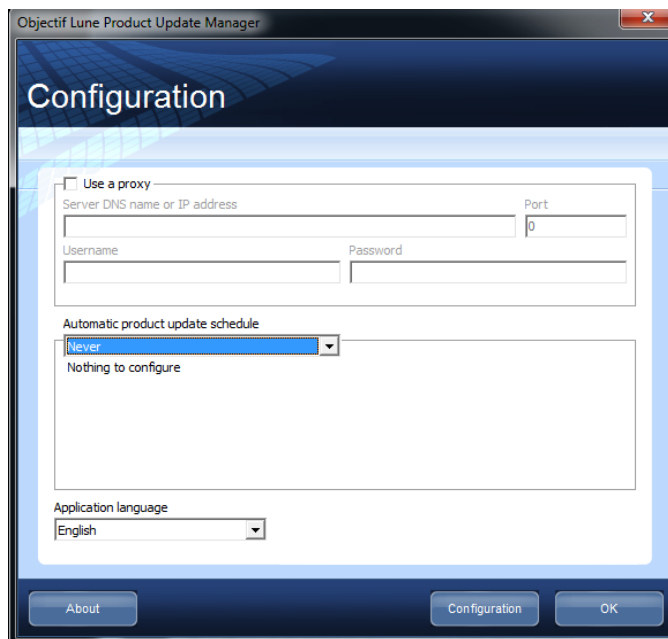 Objectif Lune Product Update Manager
Configuration
Use a proxy
Server DNS name or IP address Port
0
Username Password
Automatic product update schedule
Never
Nothing to configure
Application language
English
About Configuration OK